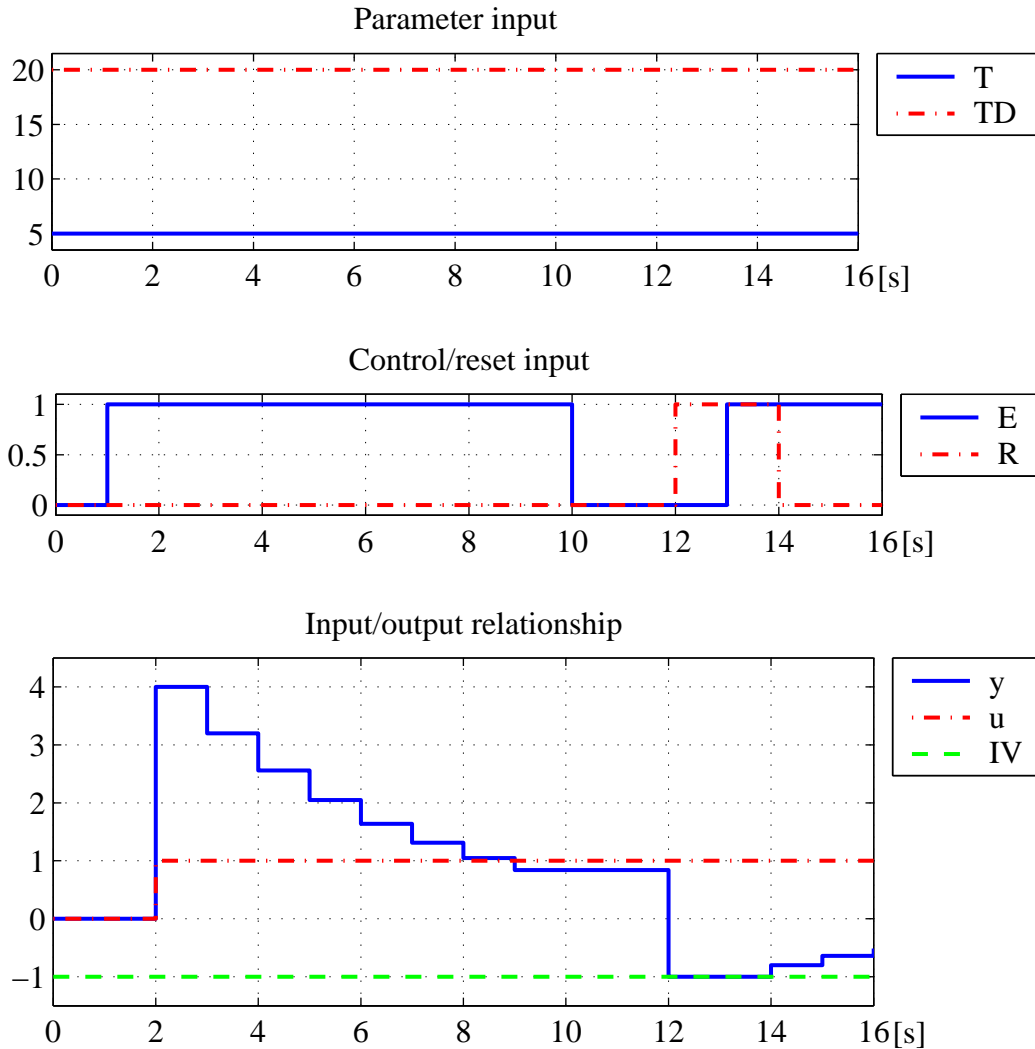 Parameter input
20
15
10
5
0 2 4 6 8 10 12 14 16[s]
T
TD
Control/reset input
1
0.5
0
0 2 4 6 8 10 12 14 16[s]
E
R
Input/output relationship
4
3
2
1
0
−1
0 2 4 6 8 10 12 14 16[s]
y
u
IV